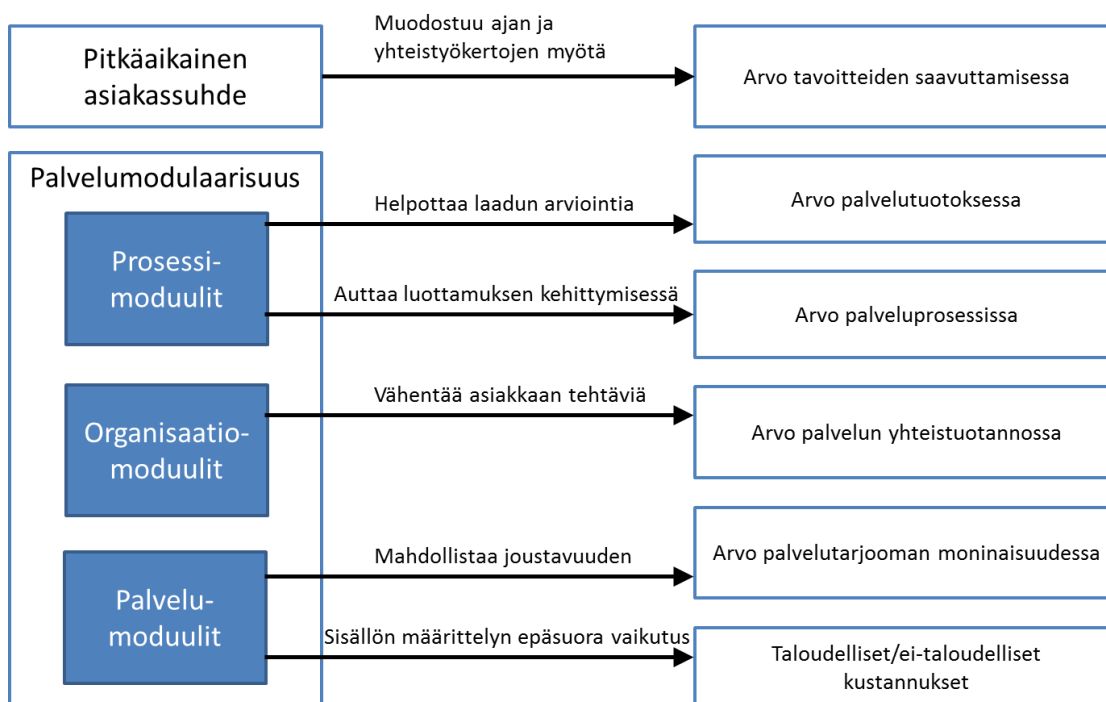 Pitkäaikainen
asiakassuhde
Muodostuu ajan ja
yhteistyökertojen myötä
Arvo tavoitteiden saavuttamisessa
Palvelumodulaarisuus
Prosessi-
moduulit
Helpottaa laadun arviointia
Arvo palvelutuotoksessa
Auttaa luottamuksen kehittymisessä
Arvo palveluprosessissa
Organisaatio-
moduulit
Vähentää asiakkaan tehtäviä
Arvo palvelun yhteistuotannossa
Palvelu-
moduulit
Mahdollistaa joustavuuden
Arvo palvelutarjooman moninaisuudessa
Sisällön määrittelyn epäsuora vaikutus
Taloudelliset/ei-taloudelliset
kustannukset